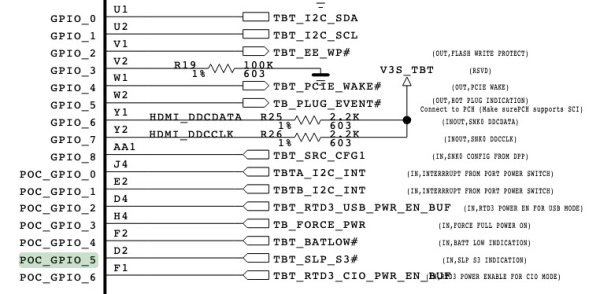 GPIO_0 U1 TBT_I2C_SDA
GPIO_1 U2 TBT_I2C_SCL
GPIO_2 V1 TBT_EE_WP# (OUT,FLASH WRITE PROTECT)
GPIO_3 V2 R19 1% 100K 603 V3S_TBT (RSVD)
GPIO_4 W1 TBT_PCIE_WAKE# (OUT,PCIE WAKE)
GPIO_5 W2 TB_PLUG_EVENT# (OUT,HOT PLUG INDICATION)
Connect to PCH (Make surePCH supports SCI)
GPIO_6 Y1 HDMI_DDCDATA R25 1% 2.2K 603 (INOUT,SNK0 DDCDATA)
GPIO_7 Y2 HDMI_DDCCLK R26 1% 2.2K 603 (INOUT,SNK0 DDCCLK)
GPIO_8 AA1 TBT_SRC_CFG1 (IN,SNK0 CONFIG FROM DPP)
POC_GPIO_0 J4 TBTA_I2C_INT (IN,INTERRRUPT FROM PORT POWER SWITCH)
POC_GPIO_1 E2 TBTB_I2C_INT (IN,INTERRRUPT FROM PORT POWER SWITCH)
POC_GPIO_2 D4 TBT_RTD3_USB_PWR_EN_BUF (IN,RTD3 POWER EN FOR USB MODE)
POC_GPIO_3 H4 TB_FORCE_PWR (IN,FORCE FULL POWER ON)
POC_GPIO_4 F2 TBT_BATLOW# (IN,BATT LOW INDICATION)
POC_GPIO_5 D2 TBT_SLP_S3# (IN,SLP S3 INDICATION)
POC_GPIO_6 F1 TBT_RTD3_CIO_PWR_EN_BUF POWER ENABLE FOR CIO MODE)